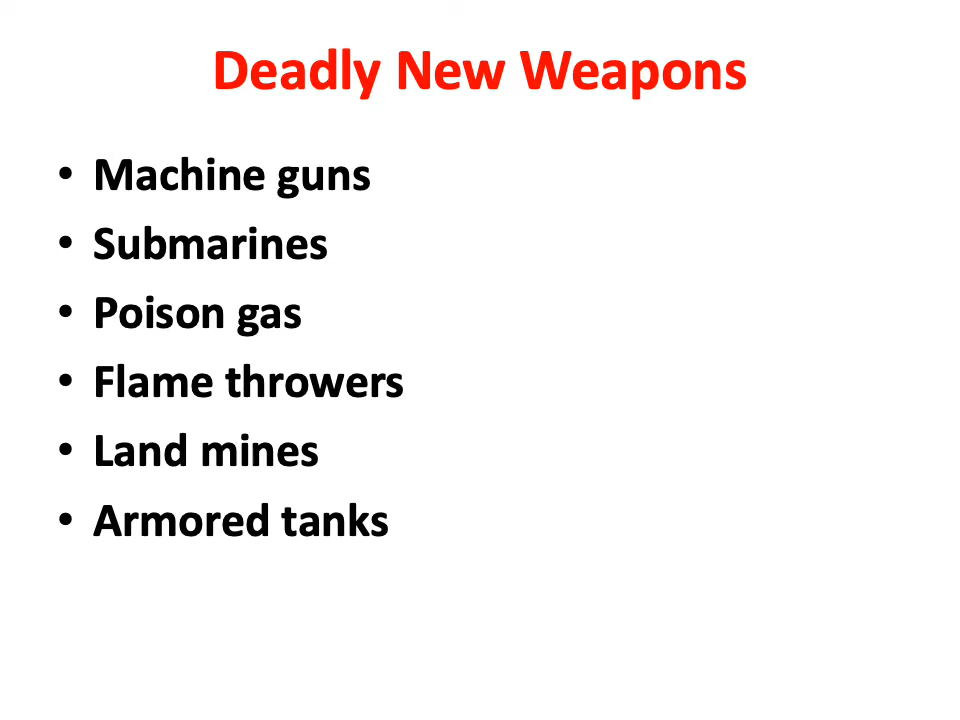 Deadly New Weapons
• Machine guns
• Submarines
• Poison gas
• Flame throwers
• Land mines
• Armored tanks